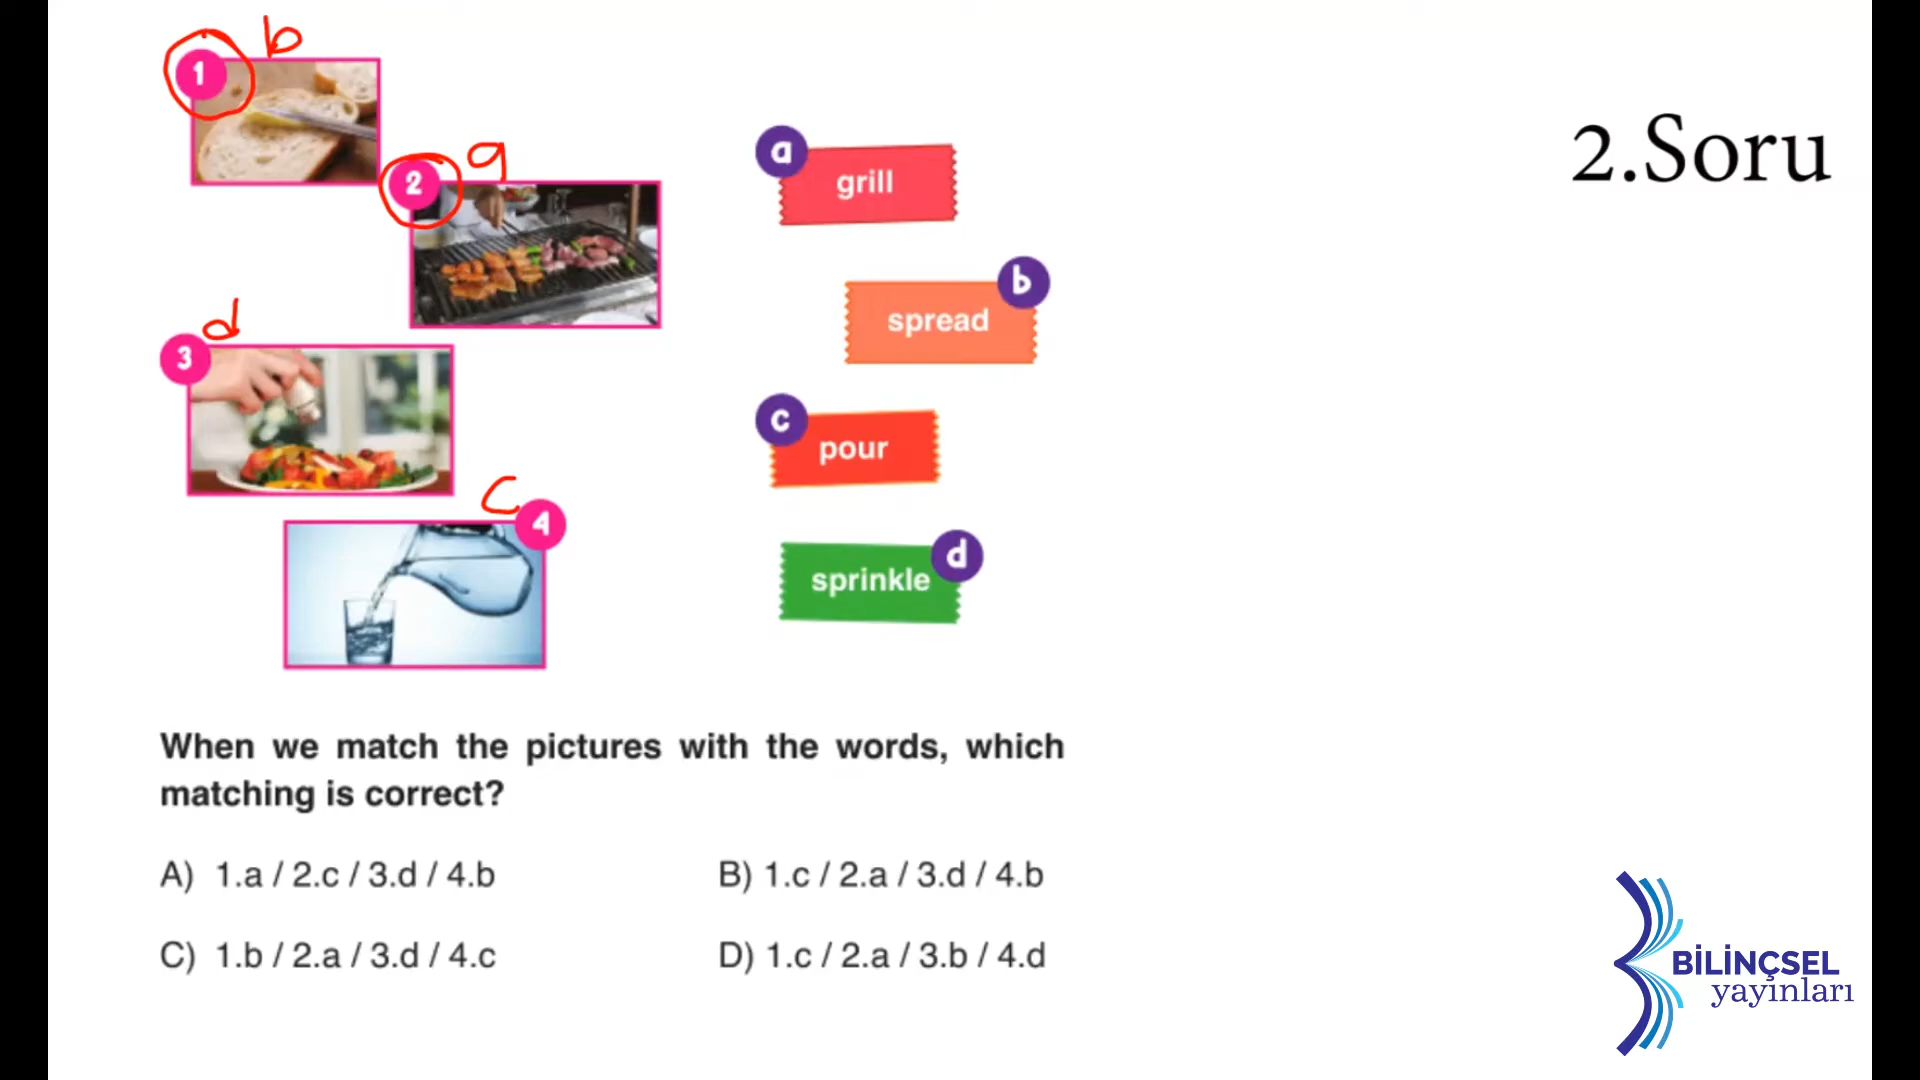 b
1
a
2
d
3
c
4
a
grill
b
spread
c
pour
d
sprinkle
2.Soru
When we match the pictures with the words, which
matching is correct?
A) 1.a / 2.c / 3.d / 4.b
B) 1.c / 2.a / 3.d / 4.b
C) 1.b / 2.a / 3.d / 4.c
D) 1.c / 2.a / 3.b / 4.d
BİLİNÇSEL
yayınları